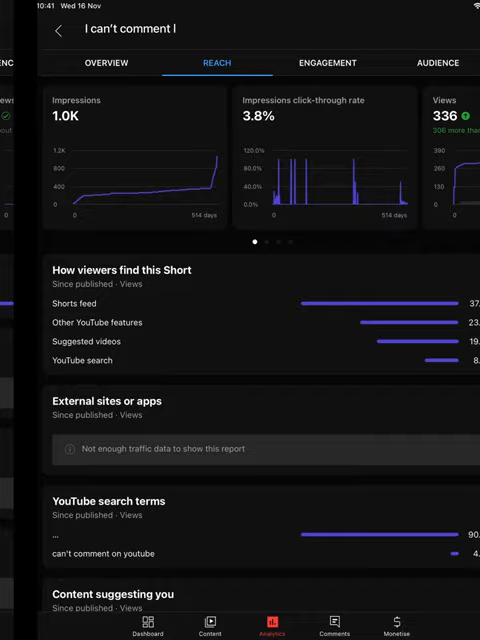 10:41 Wed 16 Nov
I can't comment I
OVERVIEW REACH ENGAGEMENT AUDIENCE
Impressions
1.0K
1.2K
800
400
0
0 514 days
Impressions click-through rate
3.8%
120.0%
80.0%
40.0%
0.0%
0 514 days
Views
336
306 more than
390
260
130
0
0
How viewers find this Short
Since published · Views
Shorts feed 37.
Other YouTube features 23.
Suggested videos 19.
YouTube search 8.
External sites or apps
Since published · Views
Not enough traffic data to show this report
YouTube search terms
Since published · Views
... 90.
can't comment on youtube 4.
Content suggesting you
Since published · Views
Dashboard Content Analytics Comments Monetise